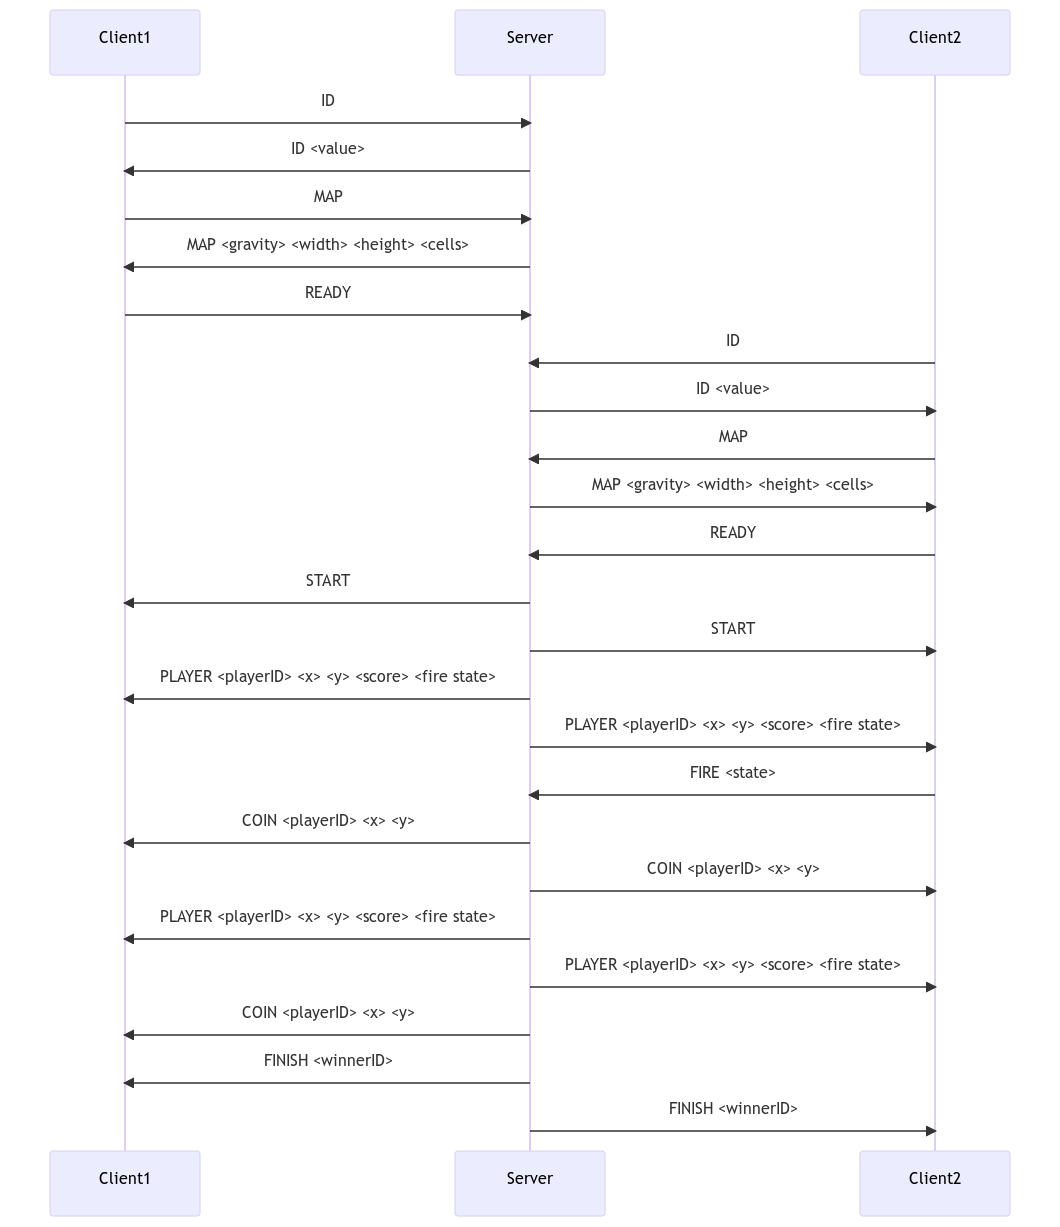 Client1
Server
Client2
ID
ID <value>
MAP
MAP <gravity> <width> <height> <cells>
READY
ID
ID <value>
MAP
MAP <gravity> <width> <height> <cells>
READY
START
START
PLAYER <playerID> <x> <y> <score> <fire state>
PLAYER <playerID> <x> <y> <score> <fire state>
FIRE <state>
COIN <playerID> <x> <y>
COIN <playerID> <x> <y>
PLAYER <playerID> <x> <y> <score> <fire state>
PLAYER <playerID> <x> <y> <score> <fire state>
COIN <playerID> <x> <y>
FINISH <winnerID>
FINISH <winnerID>
Client1
Server
Client2